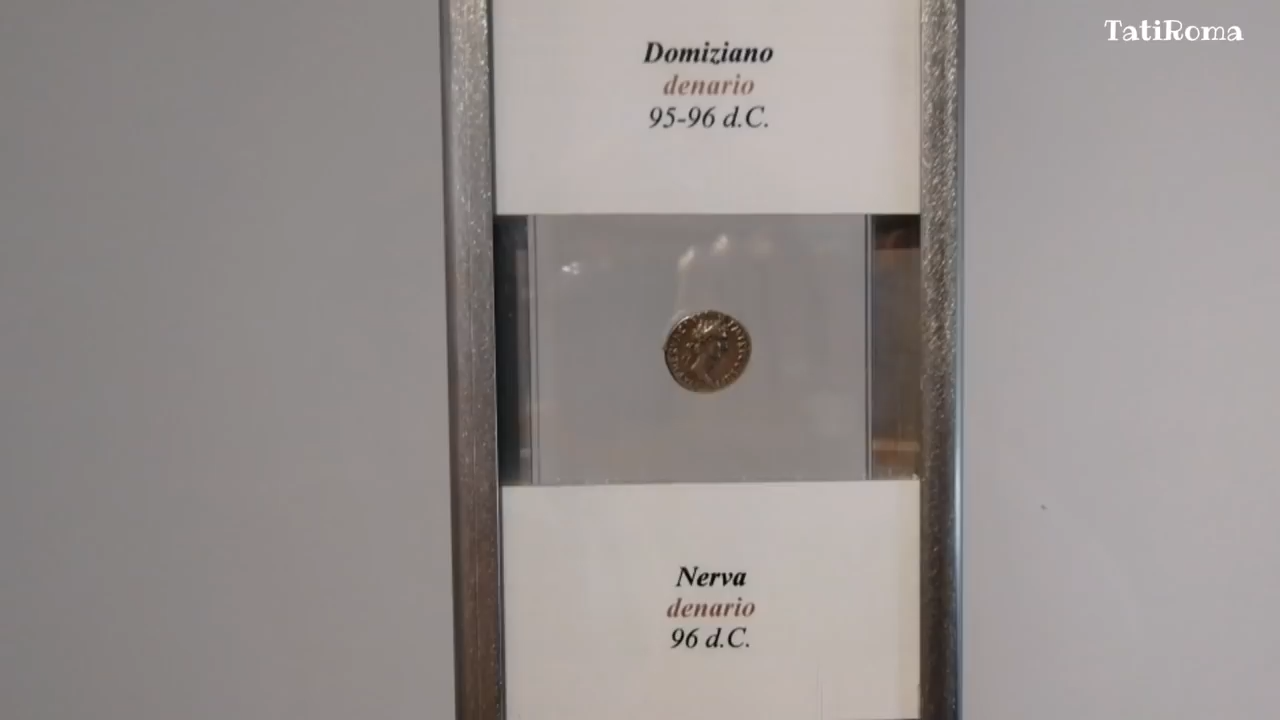 TatiRoma
Domiziano
denario
95-96 d.C.
Nerva
denario
96 d.C.